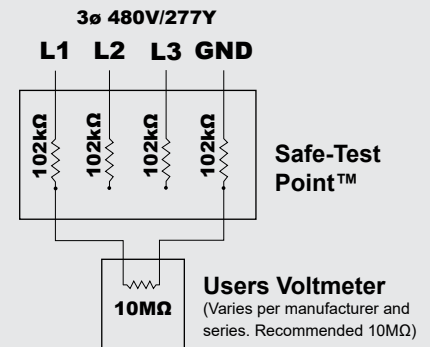 3ø 480V/277Y
L1 L2 L3 GND
102kΩ 102kΩ 102kΩ 102kΩ
Safe-Test
Point™
10MΩ
Users Voltmeter
(Varies per manufacturer and
series. Recommended 10MΩ)